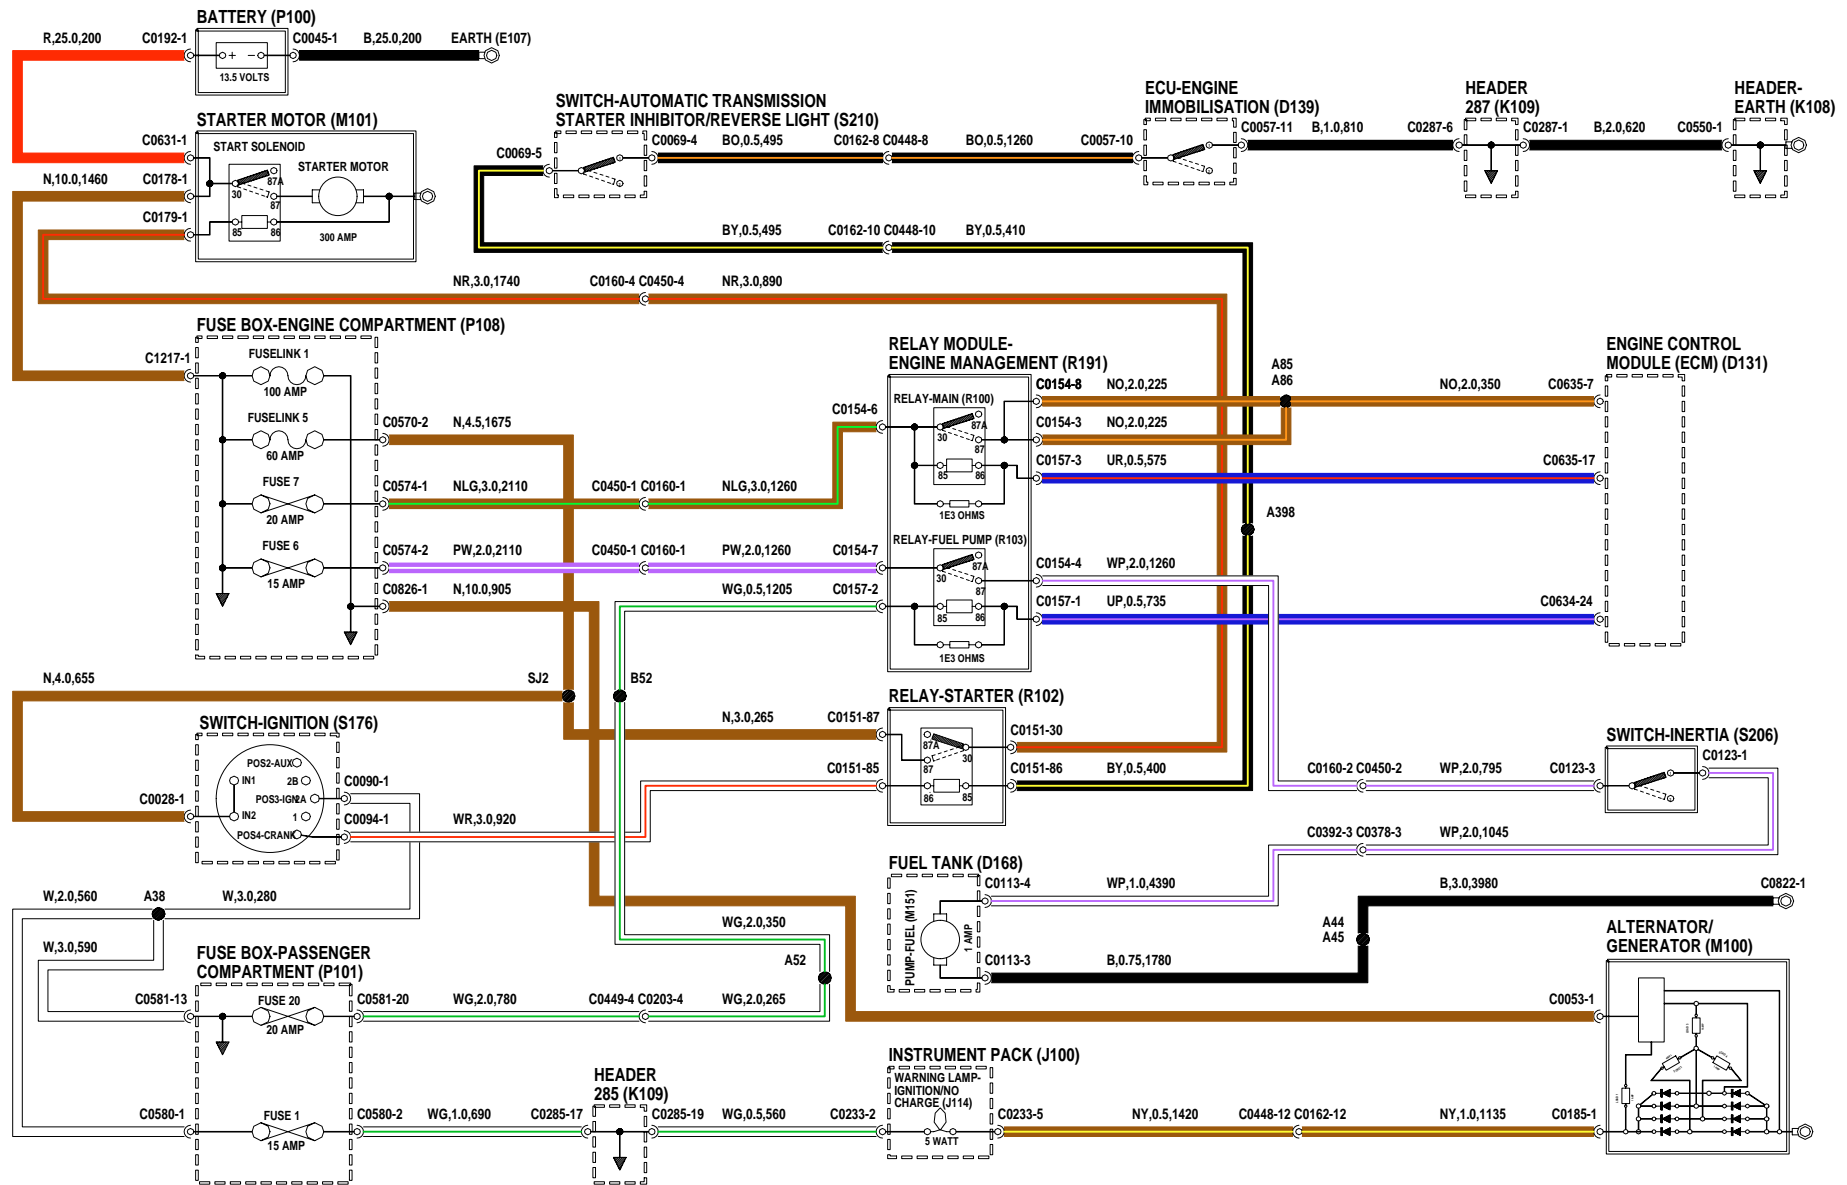 BATTERY (P100)
R,25.0,200
C0192-1
C0045-1
B,25.0,200
EARTH (E107)
+ −
13.5 VOLTS
STARTER MOTOR (M101)
C0631-1
START SOLENOID
STARTER MOTOR
N,10.0,1460
C0178-1
87A
30
87
C0179-1
85
86
300 AMP
SWITCH-AUTOMATIC TRANSMISSION
STARTER INHIBITOR/REVERSE LIGHT (S210)
C0069-5
C0069-4
BO,0.5,495
C0162-8 C0448-8
BO,0.5,1260
C0057-10
ECU-ENGINE
IMMOBILISATION (D139)
C0057-11
B,1.0,810
C0287-6
HEADER
287 (K109)
C0287-1
B,2.0,620
C0550-1
HEADER-
EARTH (K108)
BY,0.5,495
C0162-10 C0448-10
BY,0.5,410
NR,3.0,1740
C0160-4 C0450-4
NR,3.0,890
FUSE BOX-ENGINE COMPARTMENT (P108)
C1217-1
FUSELINK 1
100 AMP
FUSELINK 5
60 AMP
C0570-2
N,4.5,1675
FUSE 7
20 AMP
C0574-1
NLG,3.0,2110
C0450-1 C0160-1
NLG,3.0,1260
C0154-6
FUSE 6
15 AMP
C0574-2
PW,2.0,2110
C0450-1 C0160-1
PW,2.0,1260
C0154-7
C0826-1
N,10.0,905
WG,0.5,1205
C0157-2
RELAY MODULE-
ENGINE MANAGEMENT (R191)
RELAY-MAIN (R100)
87A
30
87
85
86
1E3 OHMS
RELAY-FUEL PUMP (R103)
87A
30
87
85
86
1E3 OHMS
C0154-8
NO,2.0,225
A85
A86
NO,2.0,350
C0635-7
ENGINE CONTROL
MODULE (ECM) (D131)
C0154-3
NO,2.0,225
C0157-3
UR,0.5,575
C0635-17
A398
C0154-4
WP,2.0,1260
C0157-1
UP,0.5,735
C0634-24
N,4.0,655
SJ2
B52
SWITCH-IGNITION (S176)
POS2-AUX
IN1
2B
POS3-IGN
2A
IN2
1
POS4-CRANK
C0028-1
C0090-1
C0094-1
WR,3.0,920
N,3.0,265
C0151-87
C0151-85
RELAY-STARTER (R102)
87A
30
87
86
85
C0151-30
C0151-86
BY,0.5,400
C0160-2 C0450-2
WP,2.0,795
C0123-3
SWITCH-INERTIA (S206)
C0123-1
C0392-3 C0378-3
WP,2.0,1045
FUEL TANK (D168)
PUMP-FUEL (M151)
1 AMP
C0113-4
WP,1.0,4390
C0113-3
B,0.75,1780
A44
A45
B,3.0,3980
C0822-1
W,2.0,560
A38
W,3.0,280
W,3.0,590
WG,2.0,350
A52
FUSE BOX-PASSENGER
COMPARTMENT (P101)
C0581-13
FUSE 20
20 AMP
C0581-20
WG,2.0,780
C0449-4 C0203-4
WG,2.0,265
C0580-1
FUSE 1
15 AMP
C0580-2
WG,1.0,690
C0285-17
HEADER
285 (K109)
C0285-19
WG,0.5,560
C0233-2
INSTRUMENT PACK (J100)
WARNING LAMP-
IGNITION/NO
CHARGE (J114)
5 WATT
C0233-5
NY,0.5,1420
C0448-12 C0162-12
NY,1.0,1135
C0185-1
C0053-1
ALTERNATOR/
GENERATOR (M100)